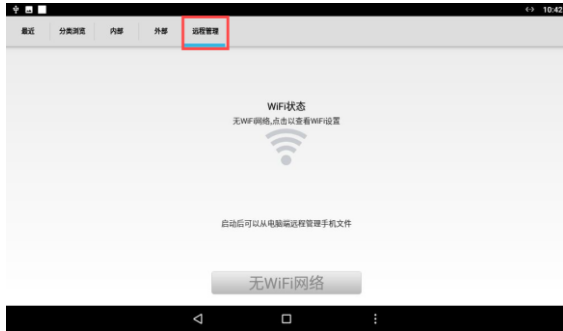 10:42
最近 分类浏览 内部 外部 远程管理
WiFi状态
无WiFi网络,点击以查看WiFi设置
启动后可以从电脑端远程管理手机文件
无WiFi网络